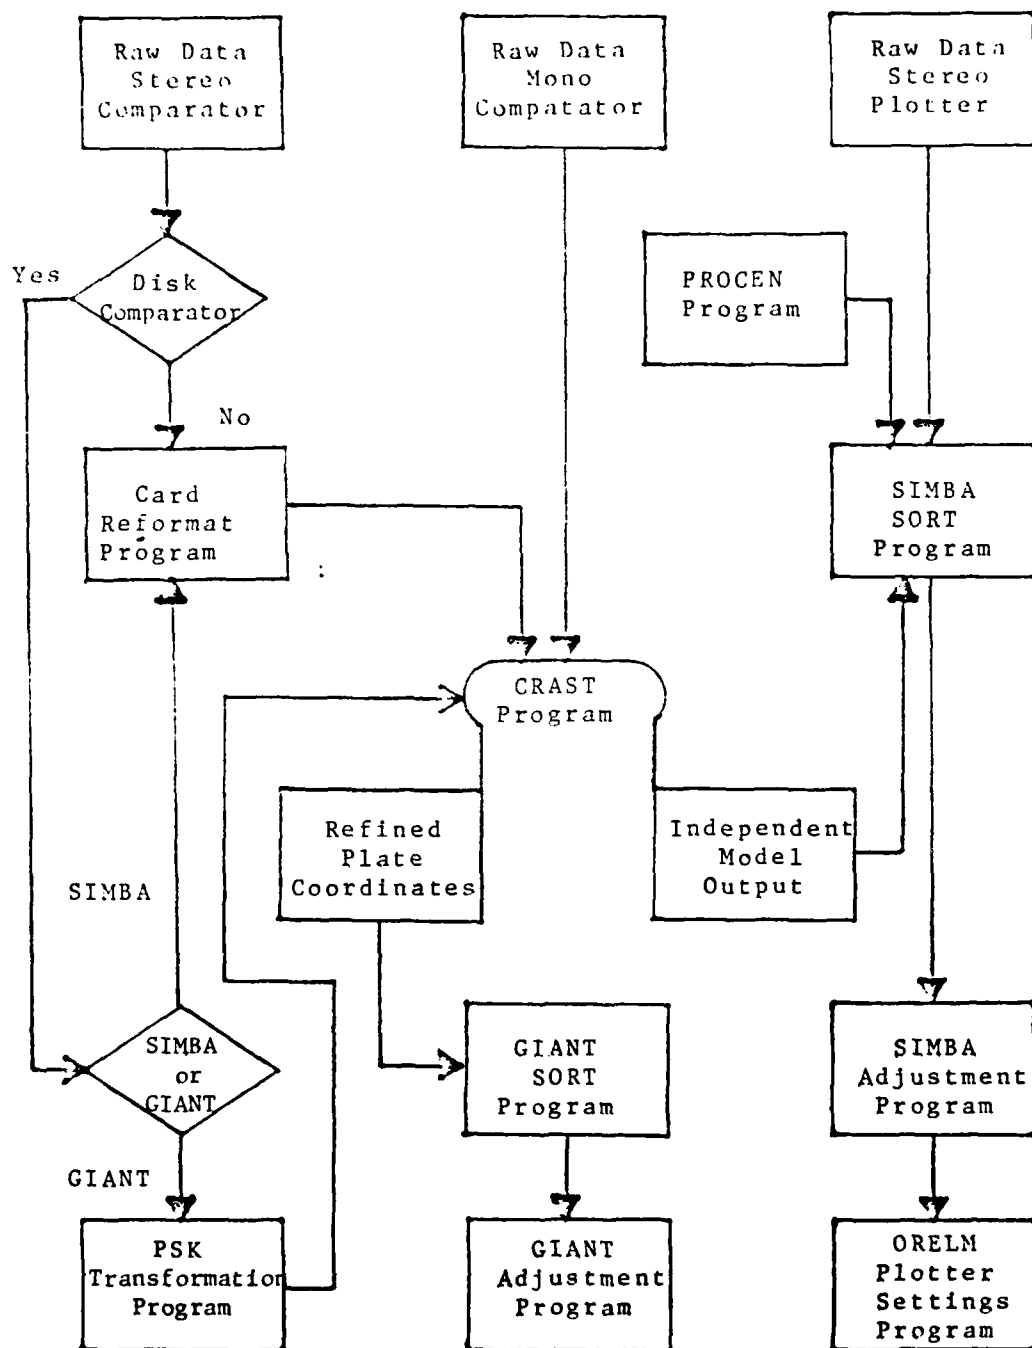 Raw Data
Stereo
Comparator
Raw Data
Mono
Compatator
Raw Data
Stereo
Plotter
Yes
Disk
Comparator
PROCEN
Program
No
Card
Reformat
Program
:
SIMBA
SORT
Program
CRAST
Program
Refined
Plate
Coordinates
Independent
Model
Output
SIMBA
SIMBA
or
GIANT
GIANT
SORT
Program
SIMBA
Adjustment
Program
GIANT
PSK
Transformation
Program
GIANT
Adjustment
Program
ORELM
Plotter
Settings
Program